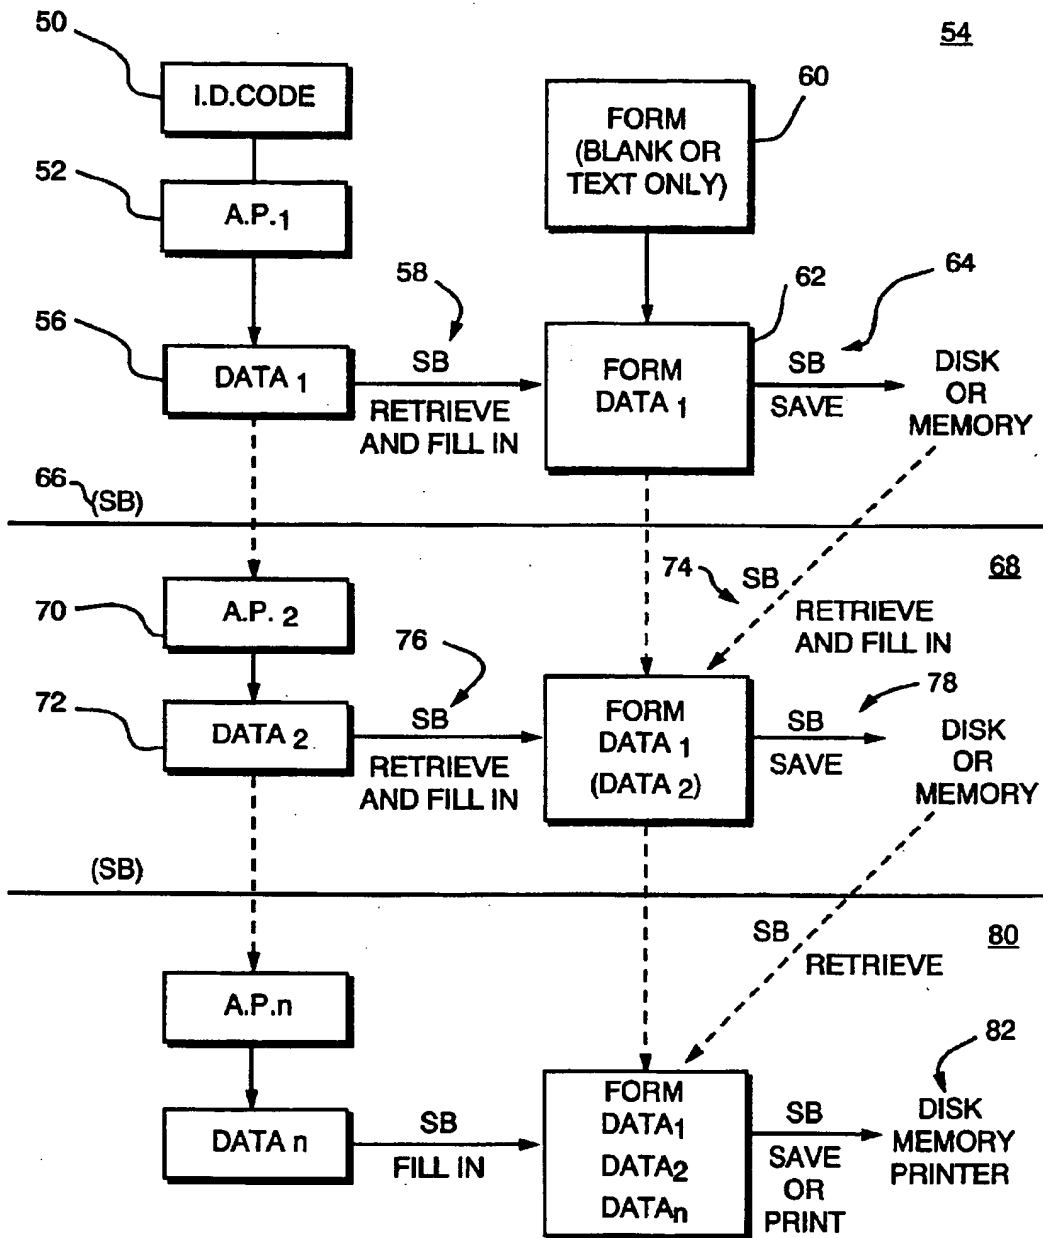 50
54
I.D.CODE
60
FORM
(BLANK OR
TEXT ONLY)
52
A.P.1
58
62
64
56
DATA 1
SB
RETRIEVE
AND FILL IN
FORM
DATA 1
SB
SAVE
DISK
OR
MEMORY
66
(SB)
68
74
SB
RETRIEVE
AND FILL IN
70
A.P. 2
76
78
72
DATA 2
SB
RETRIEVE
AND FILL IN
FORM
DATA 1
(DATA 2)
SB
SAVE
DISK
OR
MEMORY
(SB)
80
SB
RETRIEVE
A.P.n
82
DATA n
SB
FILL IN
FORM
DATA1
DATA2
DATAn
SB
SAVE
OR
PRINT
DISK
MEMORY
PRINTER